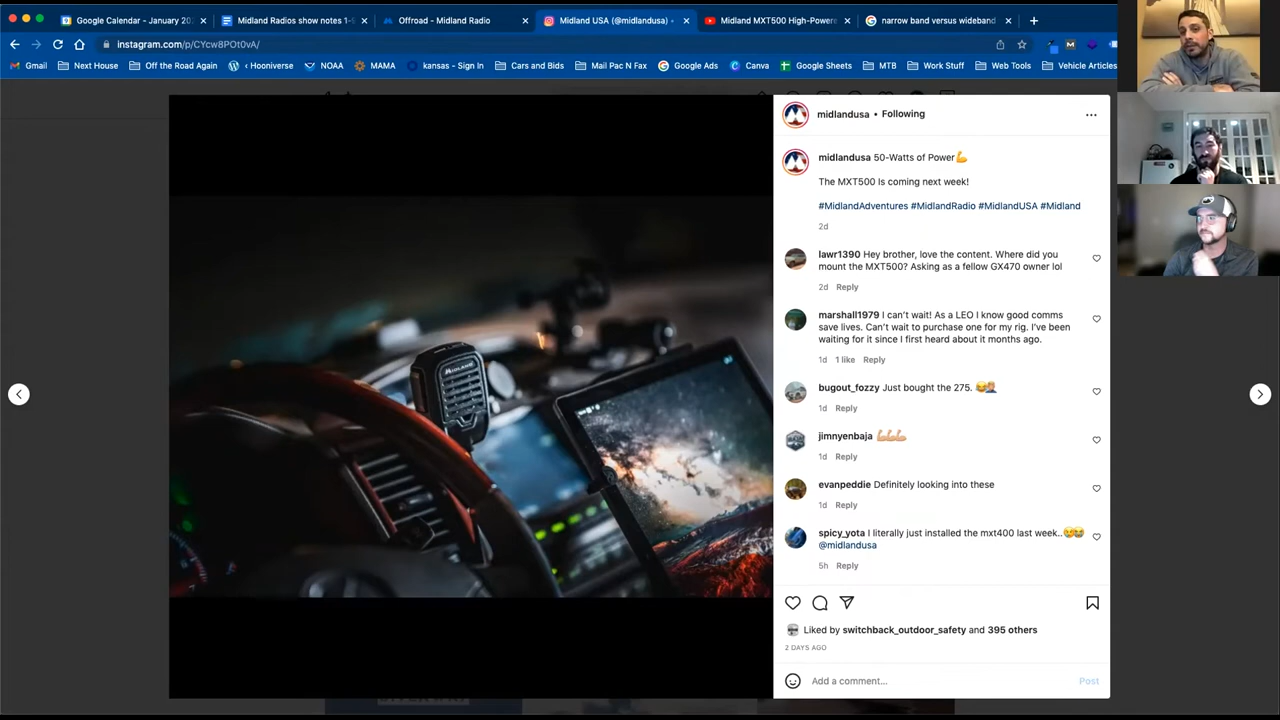 Google Calendar - January 202
Midland Radios show notes 1-9
Offroad - Midland Radio
Midland USA (@midlandusa) •
Midland MXT500 High-Powere
narrow band versus wideband
instagram.com/p/CYcw8POt0vA/
Gmail
Next House
Off the Road Again
‹ Hooniverse
NOAA
MAMA
kansas - Sign In
Cars and Bids
Mail Pac N Fax
Google Ads
Canva
Google Sheets
MTB
Work Stuff
Web Tools
Vehicle Articles
midlandusa • Following
midlandusa 50-Watts of Power💪
The MXT500 Is coming next week!
#MidlandAdventures #MidlandRadio #MidlandUSA #Midland
2d
lawr1390 Hey brother, love the content. Where did you
mount the MXT500? Asking as a fellow GX470 owner lol
2d Reply
marshall1979 I can't wait! As a LEO I know good comms
save lives. Can't wait to purchase one for my rig. I've been
waiting for it since I first heard about it months ago.
1d 1 like Reply
bugout_fozzy Just bought the 275. 😂🤦🏼‍♂️
1d Reply
jimnyenbaja 💪🏼💪🏼💪🏼
1d Reply
evanpeddie Definitely looking into these
1d Reply
spicy_yota I literally just installed the mxt400 last week..😢😂
@midlandusa
5h Reply
Liked by switchback_outdoor_safety and 395 others
2 DAYS AGO
Add a comment...
Post
MIDLAND